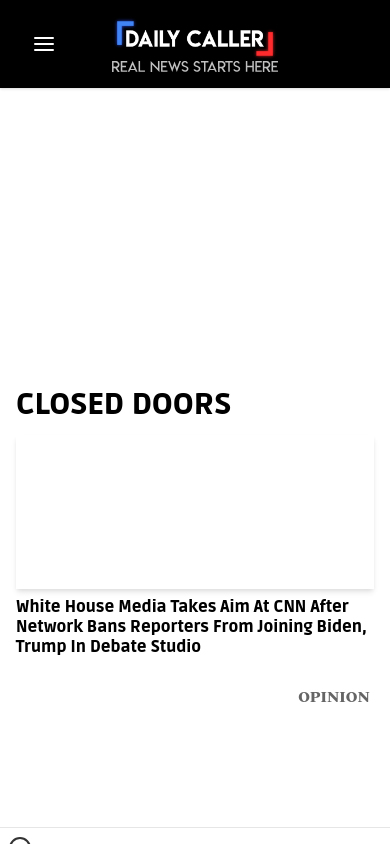 DAILY CALLER
REAL NEWS STARTS HERE
CLOSED DOORS
White House Media Takes Aim At CNN After
Network Bans Reporters From Joining Biden,
Trump In Debate Studio
OPINION